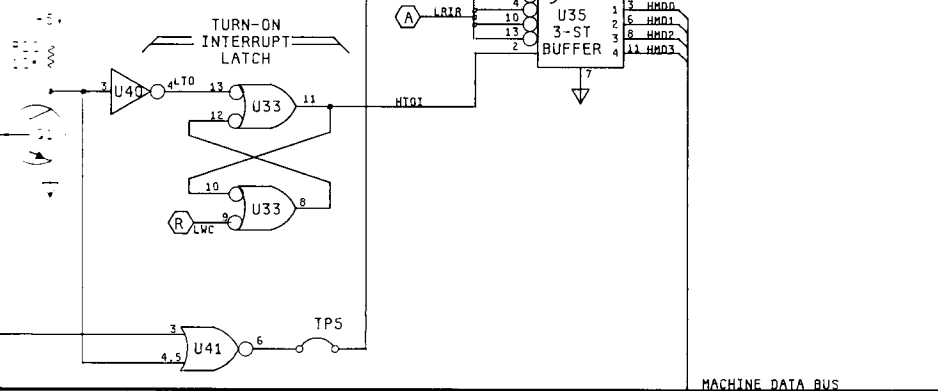 TURN-ON
INTERRUPT
LATCH
A
LRIR
4
10
13
2
U35
3-ST
BUFFER
7
1 3 HMD0
2 6 HMD1
3 8 HMD2
4 11 HMD3
3
U40
4
LTO
13
12
U33
11
HTOI
10
9
U33
8
R
LWC
3
4,5
U41
6
TP5
MACHINE DATA BUS